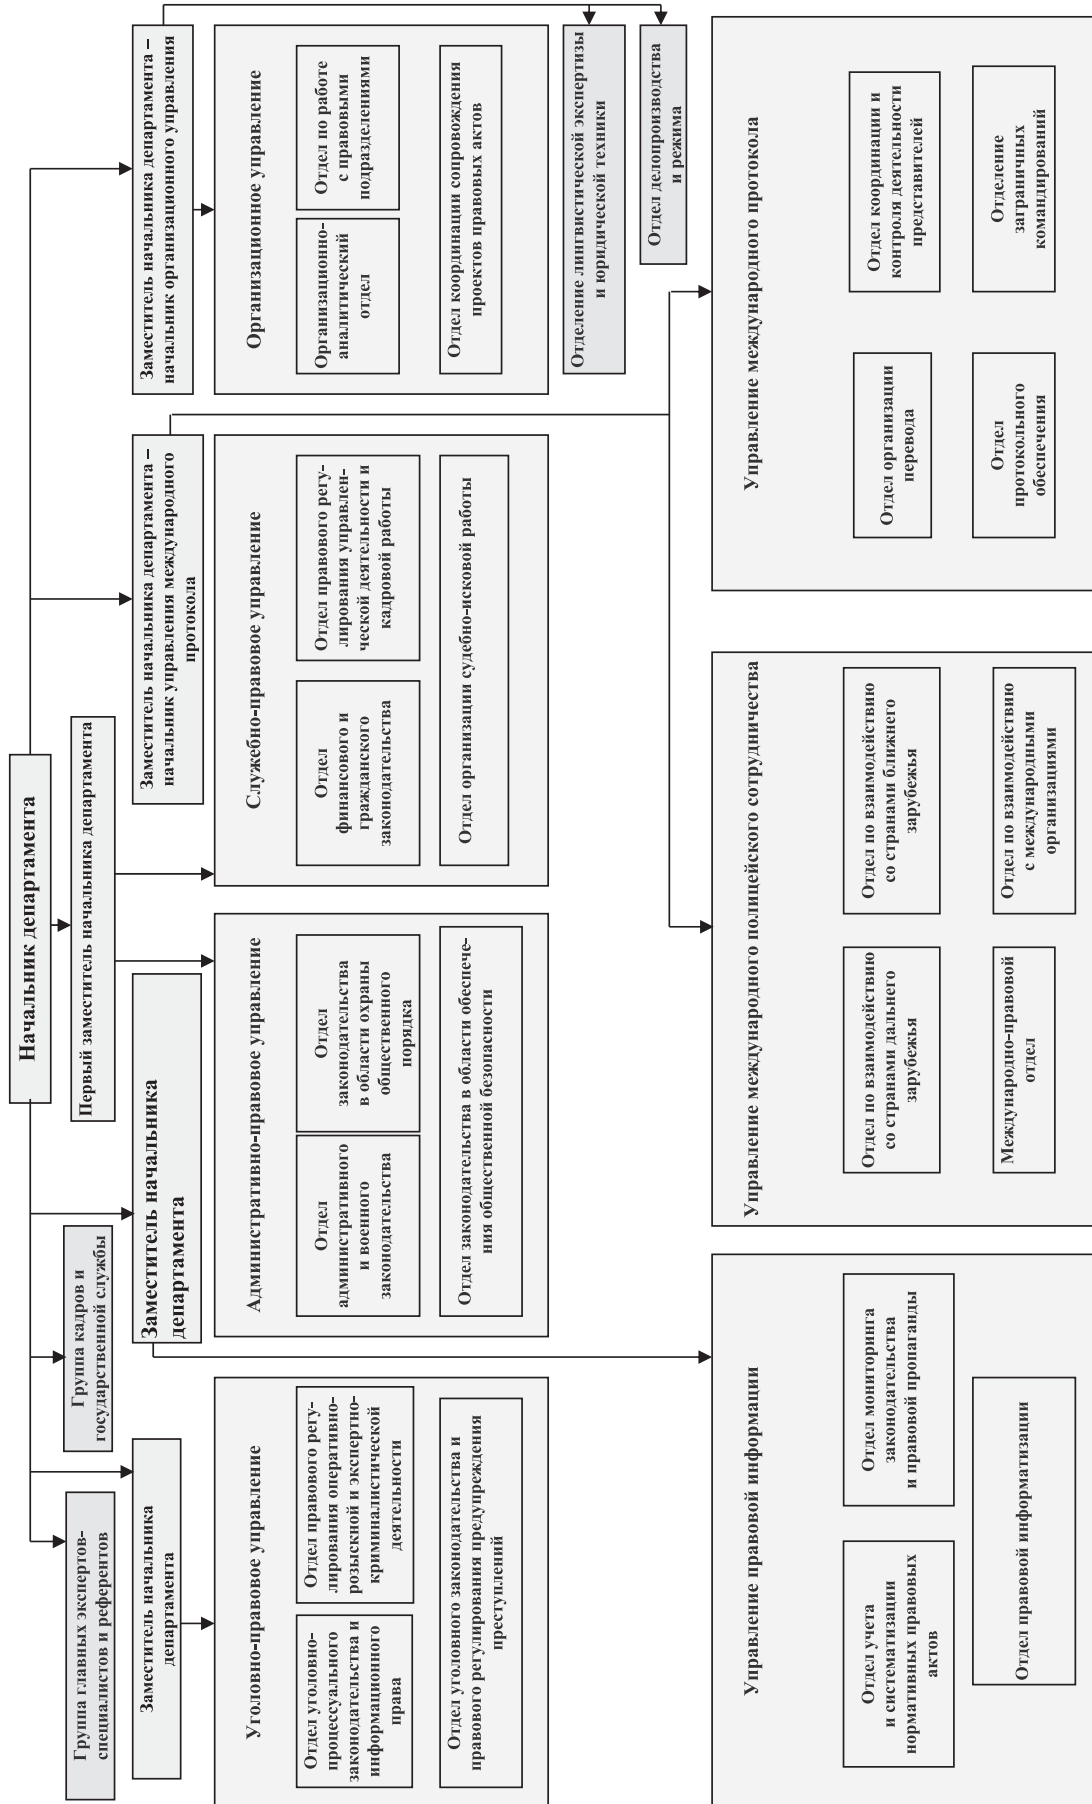 Начальник департамента
Группа главных экспертов-
специалистов и референтов
Группа кадров и
государственной службы
Первый заместитель начальника департамента
Заместитель начальника
департамента
Заместитель начальника
департамента
Заместитель начальника департамента –
начальник управления международного
протокола
Заместитель начальника департамента –
начальник организационного управления
Уголовно-правовое управление
Отдел уголовно-
процессуального
законодательства и
информационного
права
Отдел правового регу-
лирования оперативно-
розыскной и экспертно-
криминалистической
деятельности
Отдел уголовного законодательства и
правового регулирования предупреждения
преступлений
Административно-правовое управление
Отдел
административного
и военного
законодательства
Отдел
законодательства
в области охраны
общественного
порядка
Отдел законодательства в области обеспече-
ния общественной безопасности
Служебно-правовое управление
Отдел
финансового и
гражданского
законодательства
Отдел правового регу-
лирования управлен-
ческой деятельности и
кадровой работы
Отдел организации судебно-исковой работы
Организационное управление
Организационно-
аналитический
отдел
Отдел по работе
с правовыми
подразделениями
Отдел координации сопровождения
проектов правовых актов
Отделение лингвистической экспертизы
и юридической техники
Отдел делопроизводства
и режима
Управление правовой информации
Отдел учета
и систематизации
нормативных правовых
актов
Отдел мониторинга
законодательства
и правовой пропаганды
Отдел правовой информатизации
Управление международного полицейского сотрудничества
Отдел по взаимодействию
со странами дальнего
зарубежья
Отдел по взаимодействию
со странами ближнего
зарубежья
Международно-правовой
отдел
Отдел по взаимодействию
с международными
организациями
Управление международного протокола
Отдел организации
перевода
Отдел координации и
контроля деятельности
представителей
Отдел
протокольного
обеспечения
Отделение
заграничных
командирований